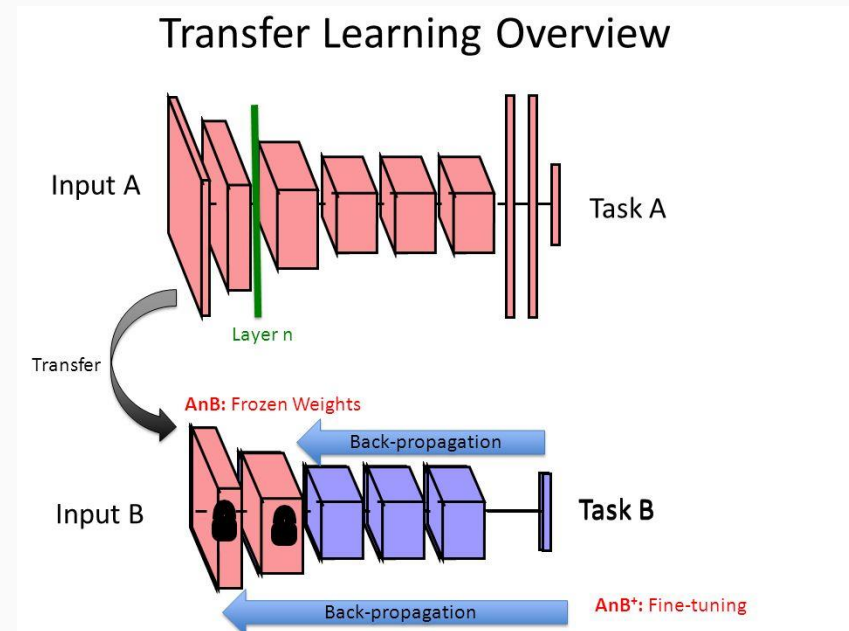 Transfer Learning Overview
Input A
Task A
Layer n
Transfer
AnB: Frozen Weights
Back-propagation
Input B
Task B
Back-propagation
AnB⁺: Fine-tuning